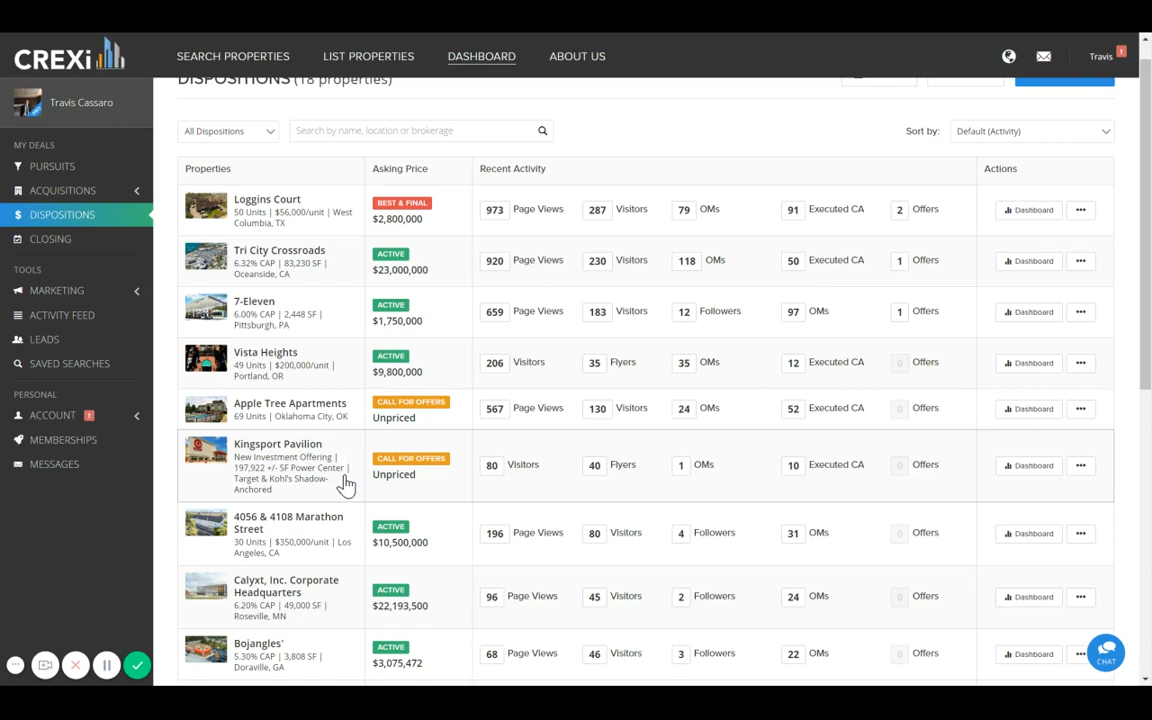 CREXi
SEARCH PROPERTIES
LIST PROPERTIES
DASHBOARD
ABOUT US
Travis
!
Travis Cassaro
MY DEALS
PURSUITS
ACQUISITIONS
DISPOSITIONS
CLOSING
TOOLS
MARKETING
ACTIVITY FEED
LEADS
SAVED SEARCHES
PERSONAL
ACCOUNT !
MEMBERSHIPS
MESSAGES
DISPOSITIONS (18 properties)
All Dispositions
Search by name, location or brokerage
Sort by:
Default (Activity)
Properties
Asking Price
Recent Activity
Actions
Loggins Court
50 Units | $56,000/unit | West
Columbia, TX
BEST & FINAL
$2,800,000
973 Page Views
287 Visitors
79 OMs
91 Executed CA
2 Offers
Dashboard
•••
Tri City Crossroads
6.32% CAP | 83,230 SF |
Oceanside, CA
ACTIVE
$23,000,000
920 Page Views
230 Visitors
118 OMs
50 Executed CA
1 Offers
Dashboard
•••
7-Eleven
6.00% CAP | 2,448 SF |
Pittsburgh, PA
ACTIVE
$1,750,000
659 Page Views
183 Visitors
12 Followers
97 OMs
1 Offers
Dashboard
•••
Vista Heights
49 Units | $200,000/unit |
Portland, OR
ACTIVE
$9,800,000
206 Visitors
35 Flyers
35 OMs
12 Executed CA
0 Offers
Dashboard
•••
Apple Tree Apartments
69 Units | Oklahoma City, OK
CALL FOR OFFERS
Unpriced
567 Page Views
130 Visitors
24 OMs
52 Executed CA
0 Offers
Dashboard
•••
Kingsport Pavilion
New Investment Offering |
197,922 +/- SF Power Center |
Target & Kohl's Shadow-
Anchored
CALL FOR OFFERS
Unpriced
80 Visitors
40 Flyers
1 OMs
10 Executed CA
0 Offers
Dashboard
•••
4056 & 4108 Marathon
Street
30 Units | $350,000/unit | Los
Angeles, CA
ACTIVE
$10,500,000
196 Page Views
80 Visitors
4 Followers
31 OMs
0 Offers
Dashboard
•••
Calyxt, Inc. Corporate
Headquarters
6.20% CAP | 49,000 SF |
Roseville, MN
ACTIVE
$22,193,500
96 Page Views
45 Visitors
2 Followers
24 OMs
0 Offers
Dashboard
•••
Bojangles'
5.30% CAP | 3,808 SF |
Doraville, GA
ACTIVE
$3,075,472
68 Page Views
46 Visitors
3 Followers
22 OMs
0 Offers
Dashboard
•••
CHAT